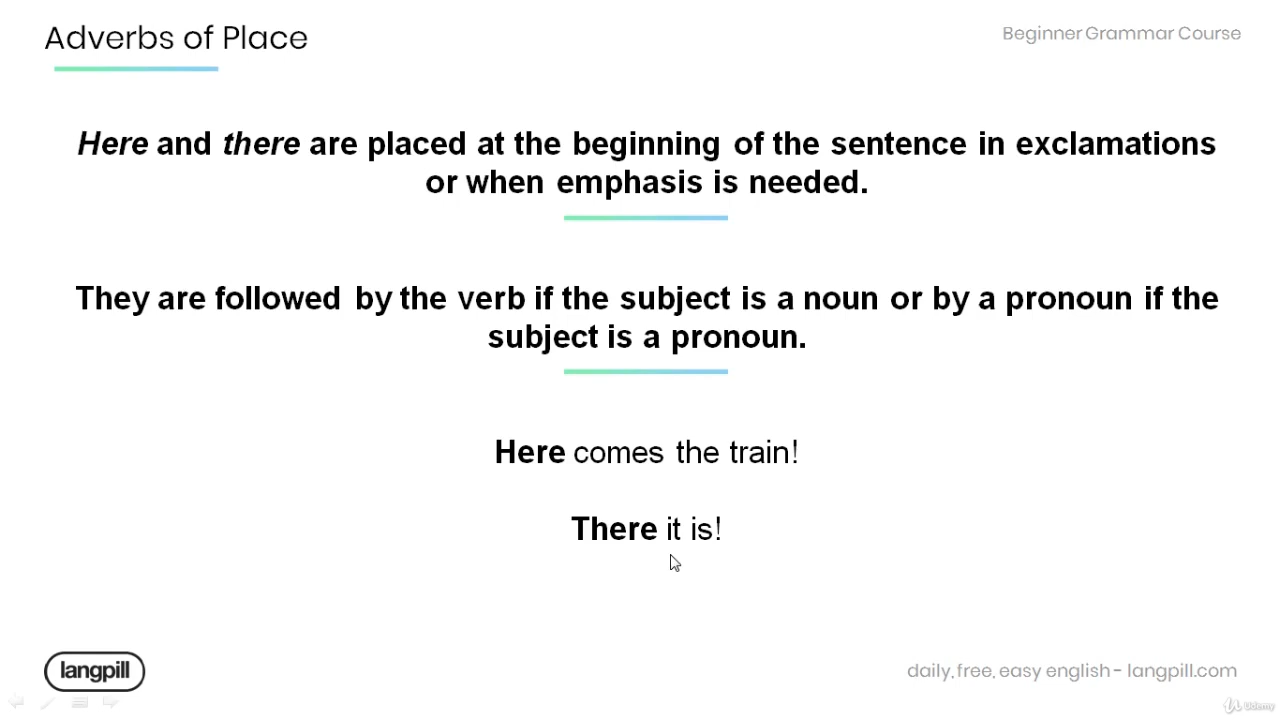 Adverbs of Place
Beginner Grammar Course
Here and there are placed at the beginning of the sentence in exclamations
or when emphasis is needed.
They are followed by the verb if the subject is a noun or by a pronoun if the
subject is a pronoun.
Here comes the train!
There it is!
langpill
daily, free, easy english - langpill.com
Udemy